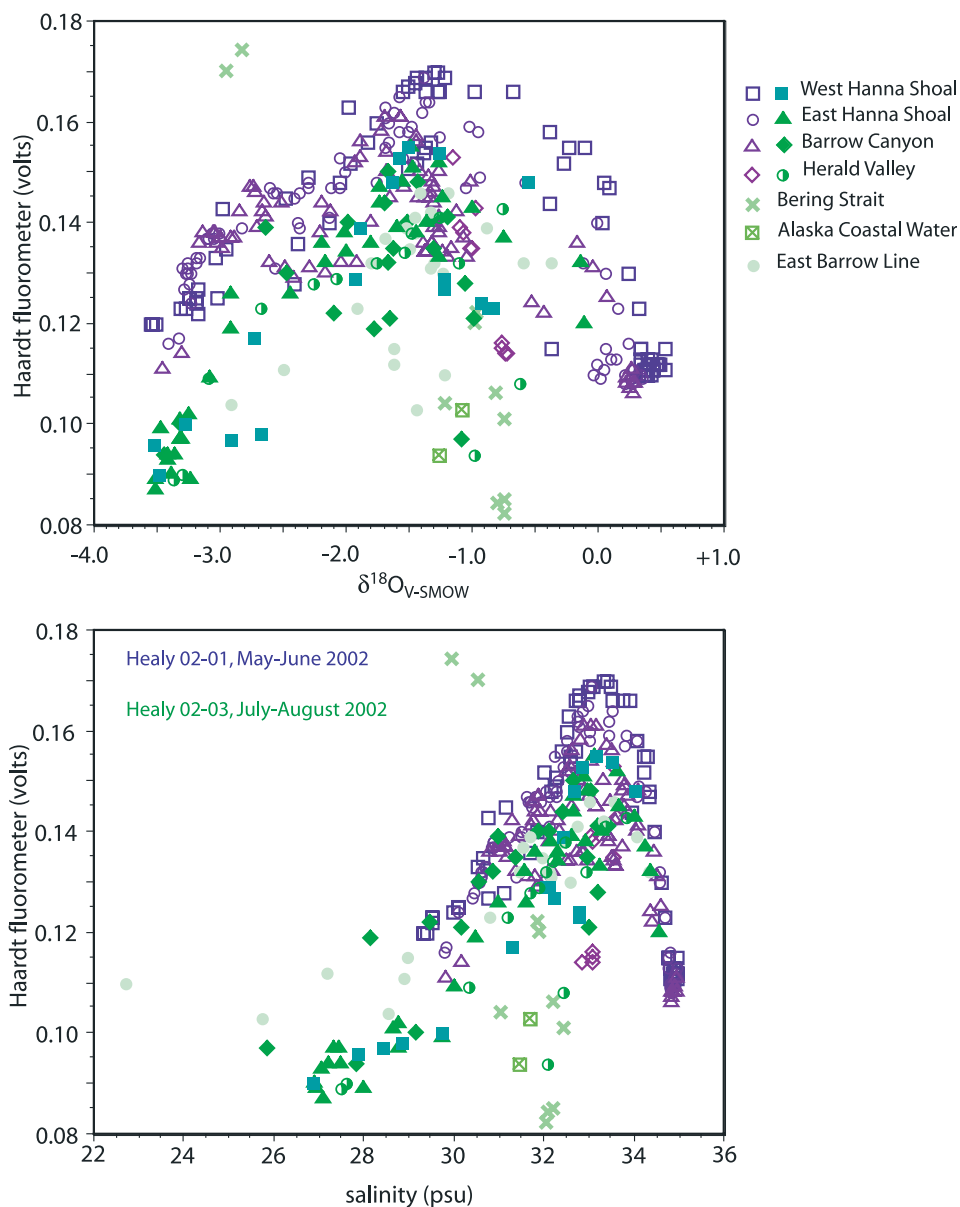 0.18
0.16
0.14
0.12
0.10
0.08
Haardt fluorometer (volts)
-4.0 -3.0 -2.0 -1.0 0.0 +1.0
δ18OV-SMOW
West Hanna Shoal
East Hanna Shoal
Barrow Canyon
Herald Valley
Bering Strait
Alaska Coastal Water
East Barrow Line
0.18
0.16
0.14
0.12
0.10
0.08
Haardt fluorometer (volts)
Healy 02-01, May-June 2002
Healy 02-03, July-August 2002
22 24 26 28 30 32 34 36
salinity (psu)